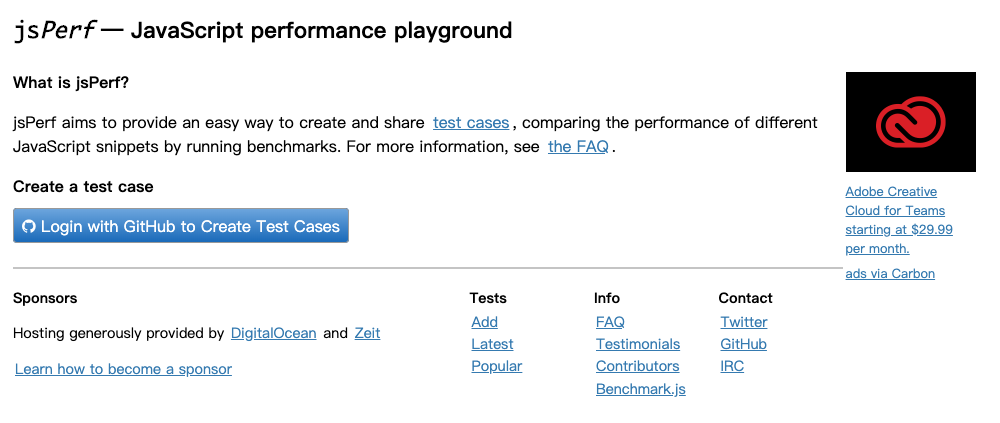 jsPerf — JavaScript performance playground
What is jsPerf?
jsPerf aims to provide an easy way to create and share test cases, comparing the performance of different
JavaScript snippets by running benchmarks. For more information, see the FAQ.
Create a test case
Login with GitHub to Create Test Cases
Adobe Creative
Cloud for Teams
starting at $29.99
per month.
ads via Carbon
Sponsors
Hosting generously provided by DigitalOcean and Zeit
Learn how to become a sponsor
Tests
Add
Latest
Popular
Info
FAQ
Testimonials
Contributors
Benchmark.js
Contact
Twitter
GitHub
IRC